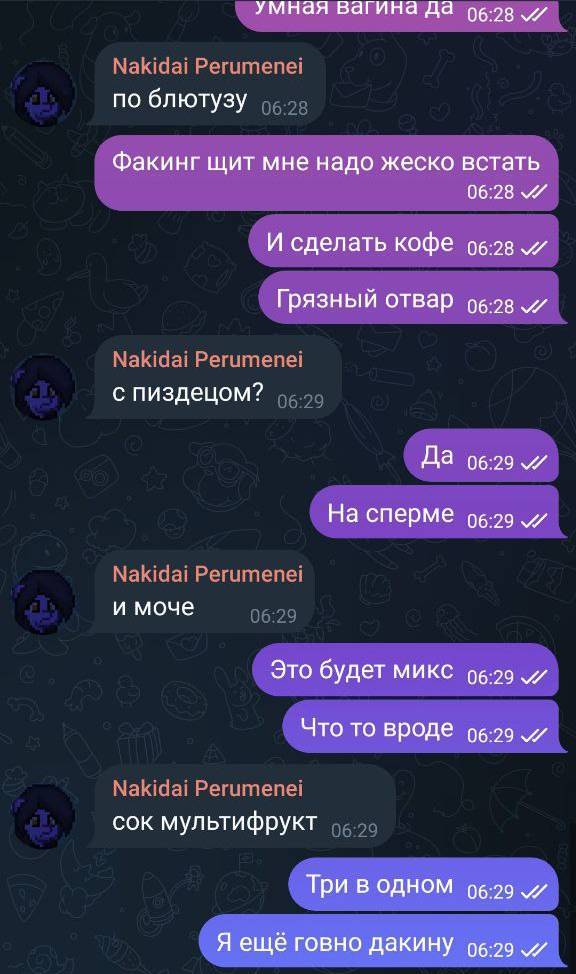 Умная вагина да 06:28
Nakidai Perumenei
по блютузу 06:28
Факинг щит мне надо жеско встать
06:28
И сделать кофе 06:28
Грязный отвар 06:28
Nakidai Perumenei
с пиздецом? 06:29
Да 06:29
На сперме 06:29
Nakidai Perumenei
и моче 06:29
Это будет микс 06:29
Что то вроде 06:29
Nakidai Perumenei
сок мультифрукт 06:29
Три в одном 06:29
Я ещё говно дакину 06:29